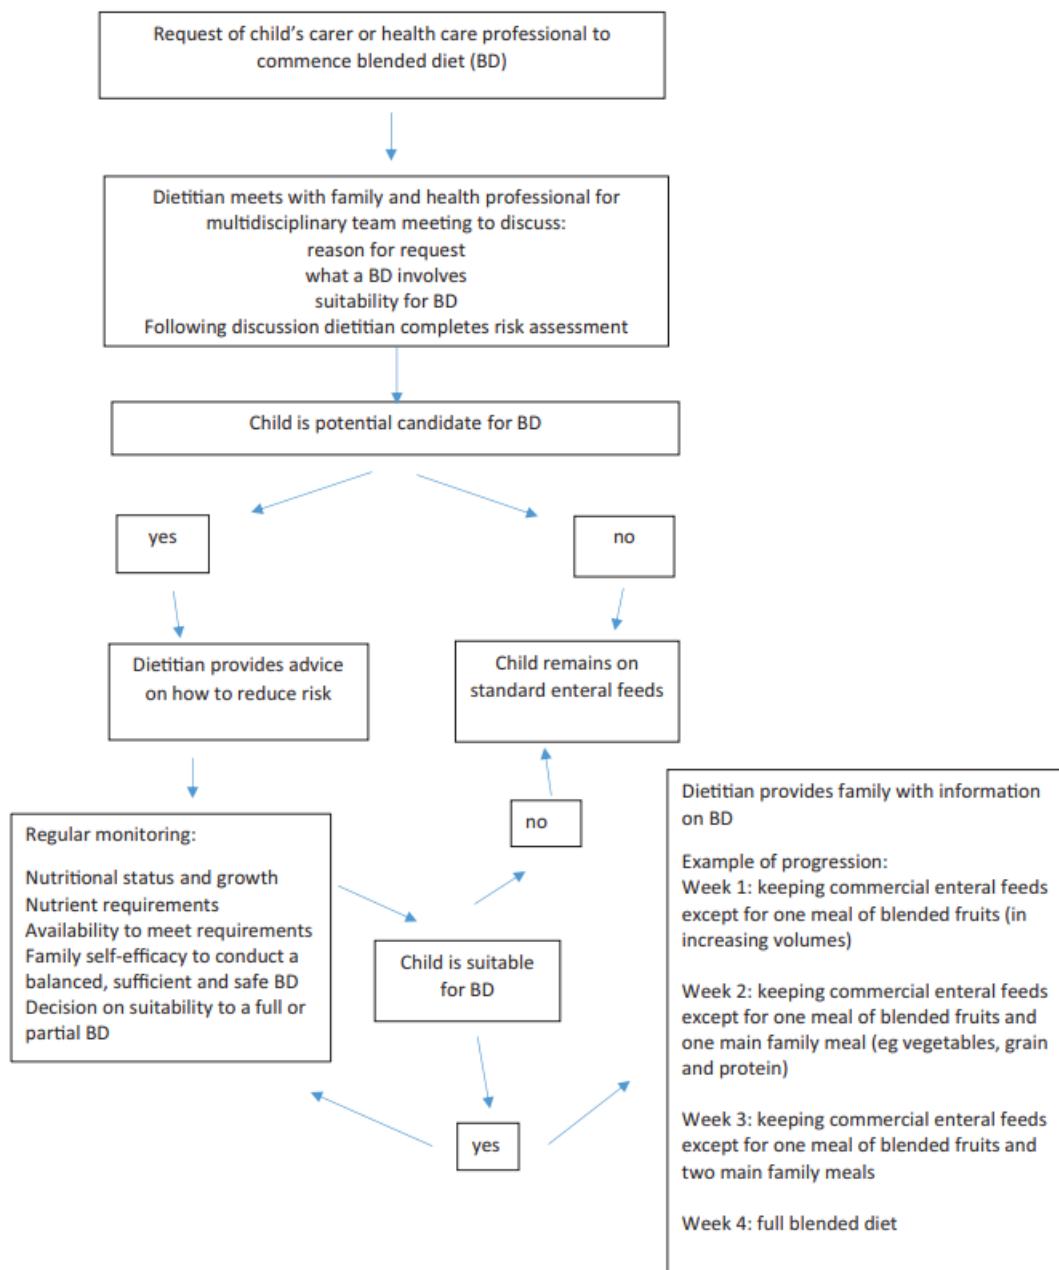 Request of child's carer or health care professional to
commence blended diet (BD)
Dietitian meets with family and health professional for
multidisciplinary team meeting to discuss:
reason for request
what a BD involves
suitability for BD
Following discussion dietitian completes risk assessment
Child is potential candidate for BD
yes
no
Dietitian provides advice
on how to reduce risk
Child remains on
standard enteral feeds
no
Regular monitoring:
Nutritional status and growth
Nutrient requirements
Availability to meet requirements
Family self-efficacy to conduct a
balanced, sufficient and safe BD
Decision on suitability to a full or
partial BD
Child is suitable
for BD
yes
Dietitian provides family with information
on BD
Example of progression:
Week 1: keeping commercial enteral feeds
except for one meal of blended fruits (in
increasing volumes)
Week 2: keeping commercial enteral feeds
except for one meal of blended fruits and
one main family meal (eg vegetables, grain
and protein)
Week 3: keeping commercial enteral feeds
except for one meal of blended fruits and
two main family meals
Week 4: full blended diet